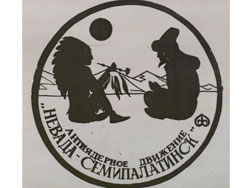 АНТИЯДЕРНОЕ ДВИЖЕНИЕ
"НЕВАДА-СЕМИПАЛАТИНСК"